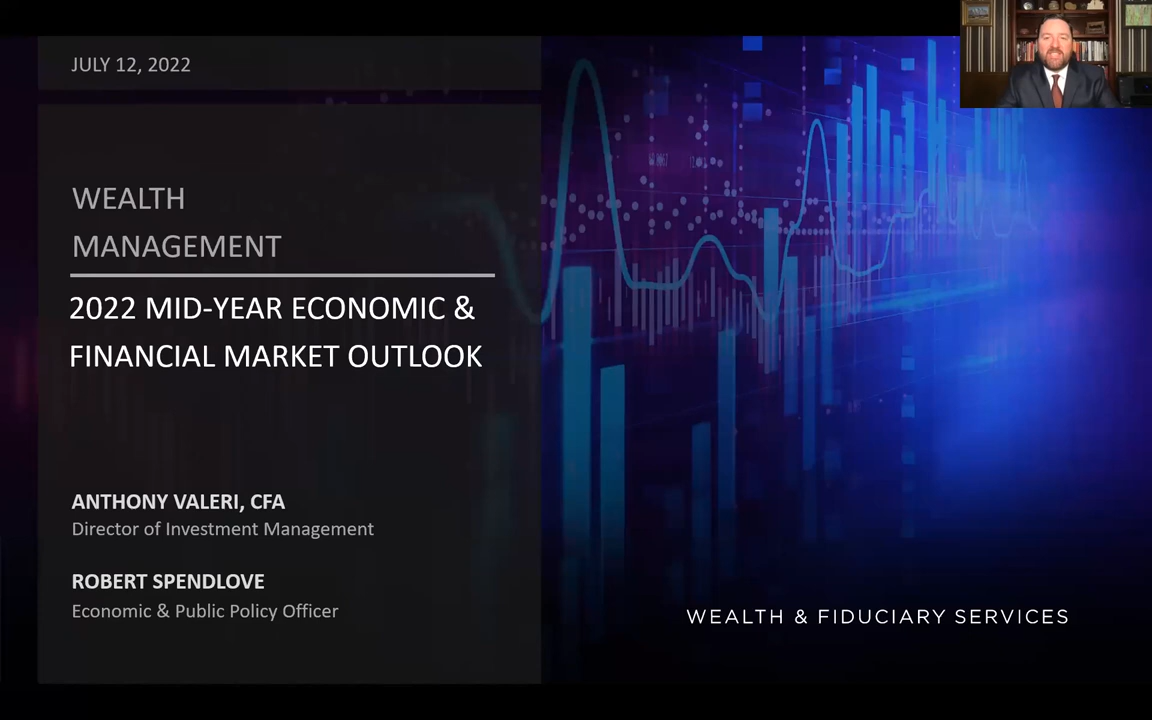 JULY 12, 2022
WEALTH
MANAGEMENT
2022 MID-YEAR ECONOMIC &
FINANCIAL MARKET OUTLOOK
ANTHONY VALERI, CFA
Director of Investment Management
ROBERT SPENDLOVE
Economic & Public Policy Officer
WEALTH & FIDUCIARY SERVICES